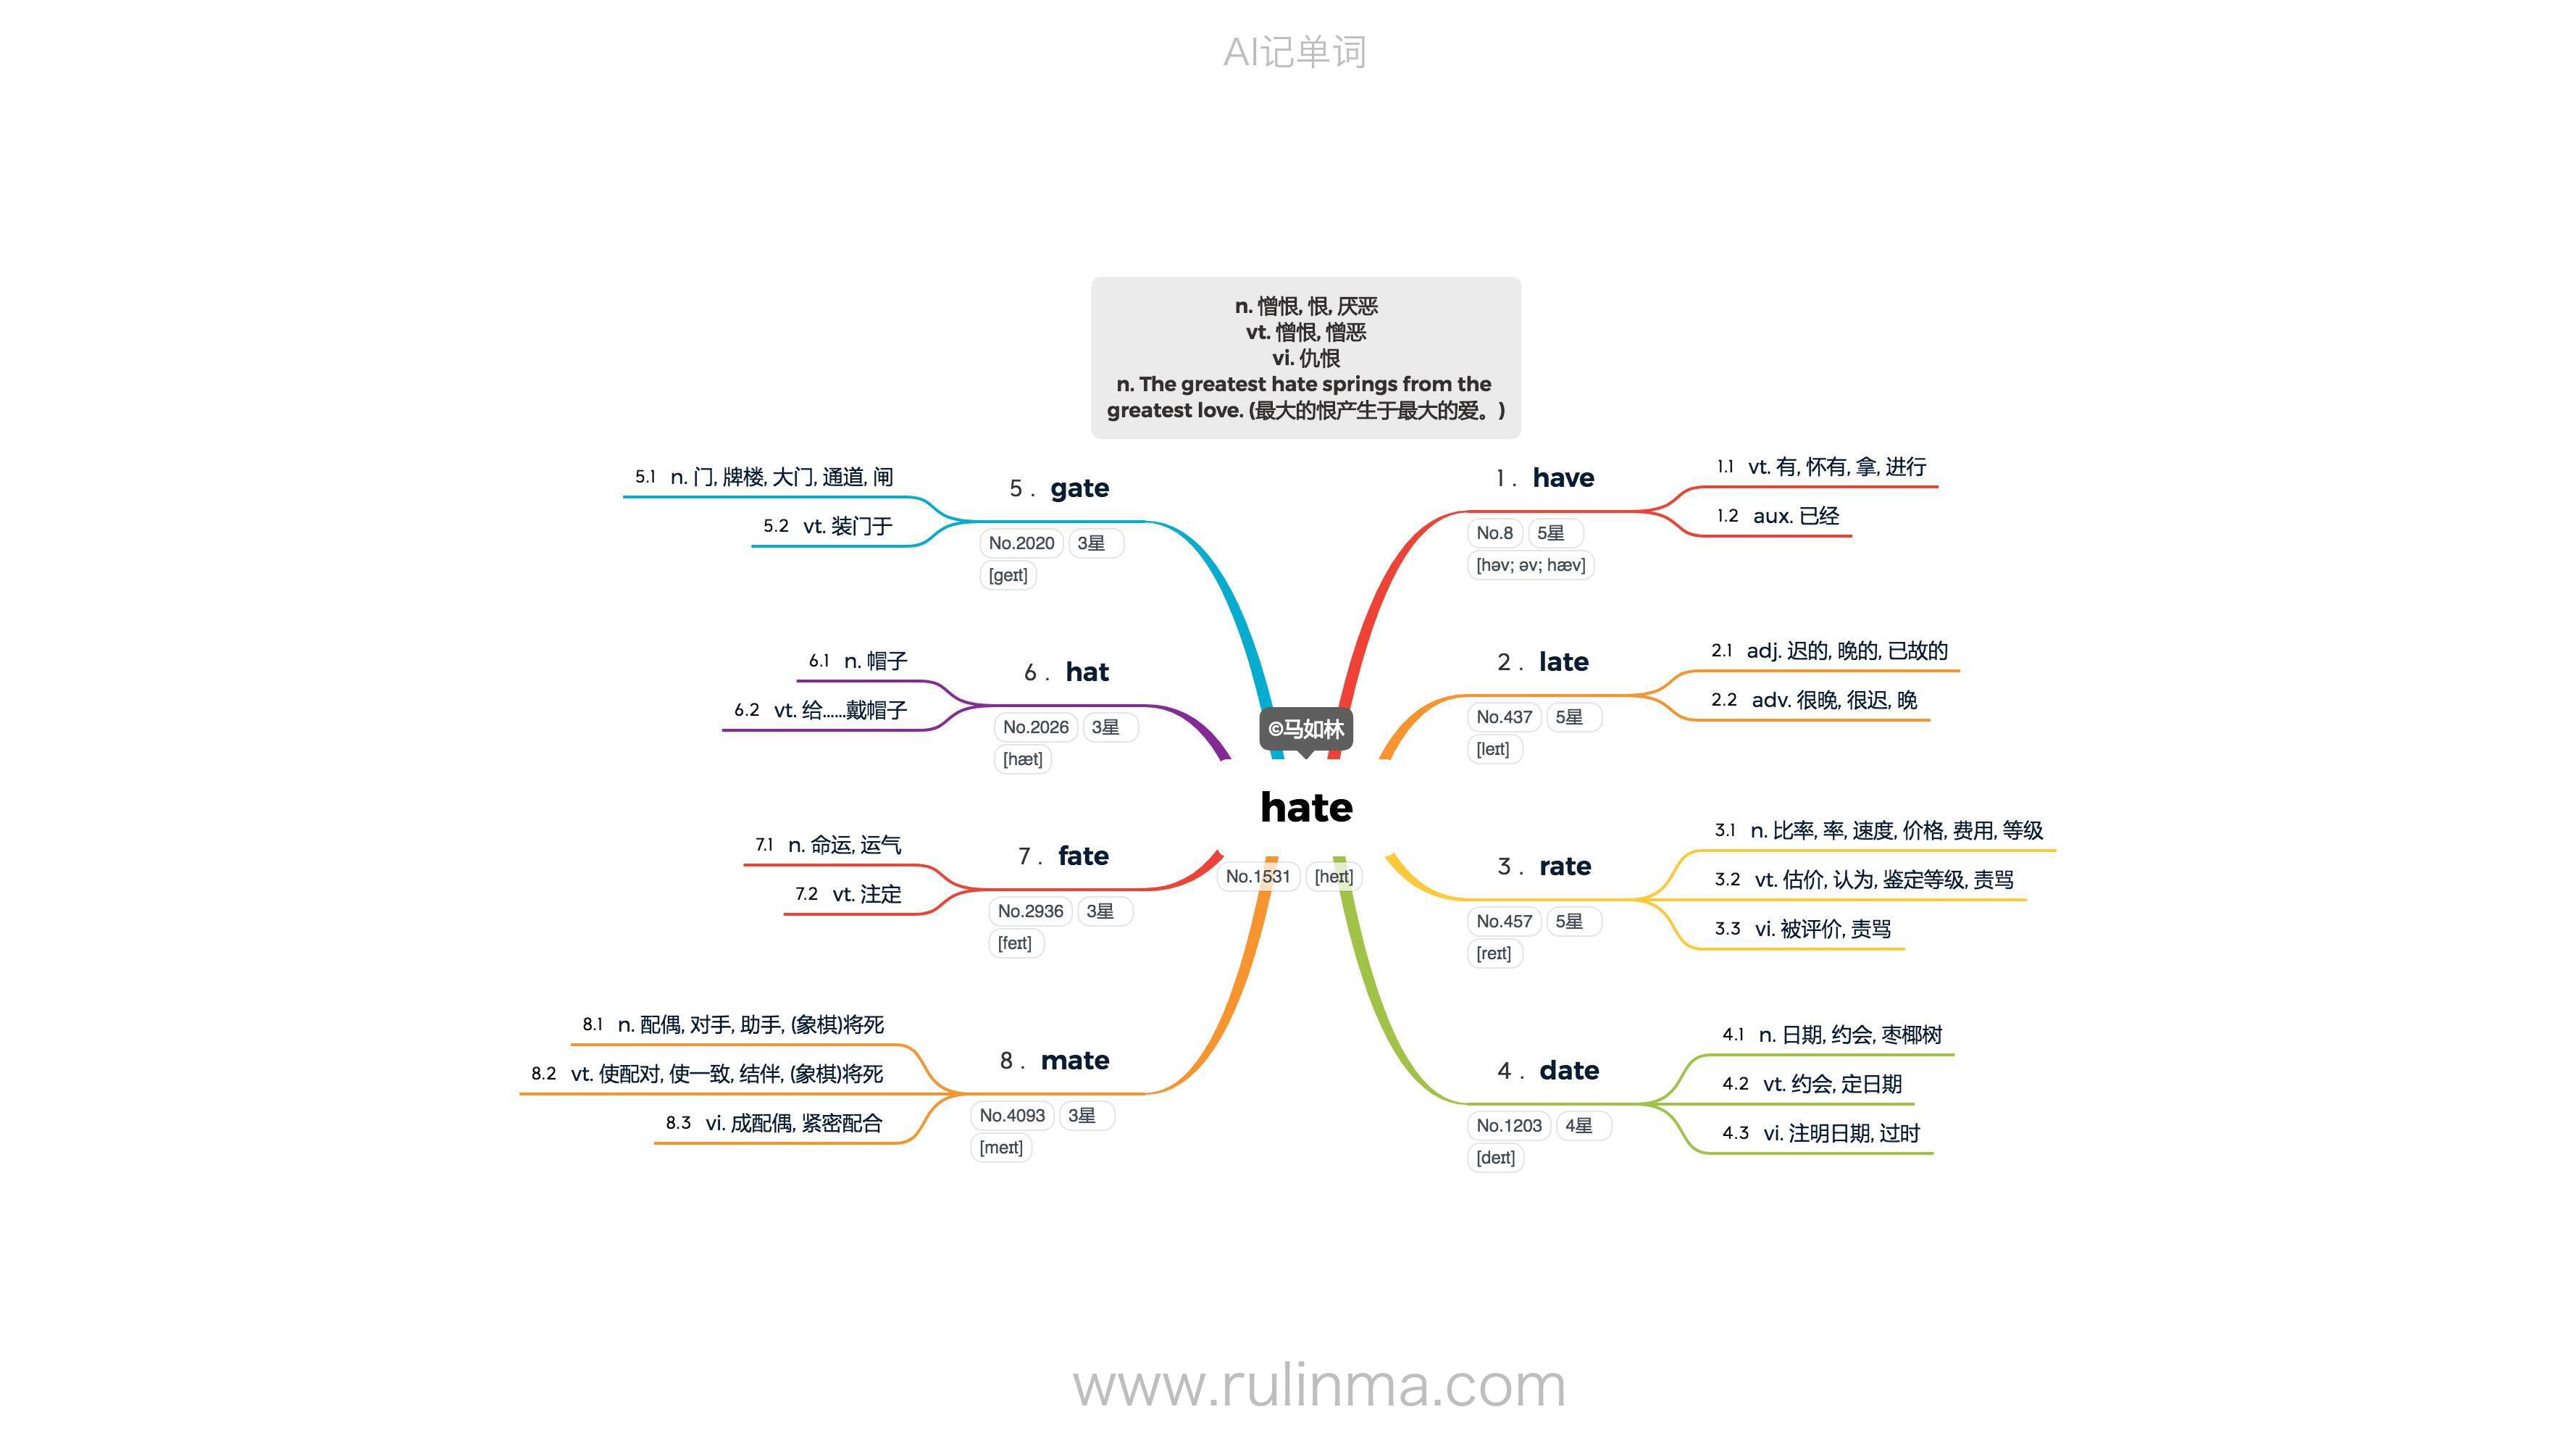 AI记单词
n. 憎恨, 恨, 厌恶
vt. 憎恨, 憎恶
vi. 仇恨
n. The greatest hate springs from the
greatest love. (最大的恨产生于最大的爱。)
©马如林
hate
No.1531 [heɪt]
1 . have
No.8 5星
[həv; əv; hæv]
1.1 vt. 有, 怀有, 拿, 进行
1.2 aux. 已经
2 . late
No.437 5星
[leɪt]
2.1 adj. 迟的, 晚的, 已故的
2.2 adv. 很晚, 很迟, 晚
3 . rate
No.457 5星
[reɪt]
3.1 n. 比率, 率, 速度, 价格, 费用, 等级
3.2 vt. 估价, 认为, 鉴定等级, 责骂
3.3 vi. 被评价, 责骂
4 . date
No.1203 4星
[deɪt]
4.1 n. 日期, 约会, 枣椰树
4.2 vt. 约会, 定日期
4.3 vi. 注明日期, 过时
5 . gate
No.2020 3星
[geɪt]
5.1 n. 门, 牌楼, 大门, 通道, 闸
5.2 vt. 装门于
6 . hat
No.2026 3星
[hæt]
6.1 n. 帽子
6.2 vt. 给……戴帽子
7 . fate
No.2936 3星
[feɪt]
7.1 n. 命运, 运气
7.2 vt. 注定
8 . mate
No.4093 3星
[meɪt]
8.1 n. 配偶, 对手, 助手, (象棋)将死
8.2 vt. 使配对, 使一致, 结伴, (象棋)将死
8.3 vi. 成配偶, 紧密配合
www.rulinma.com